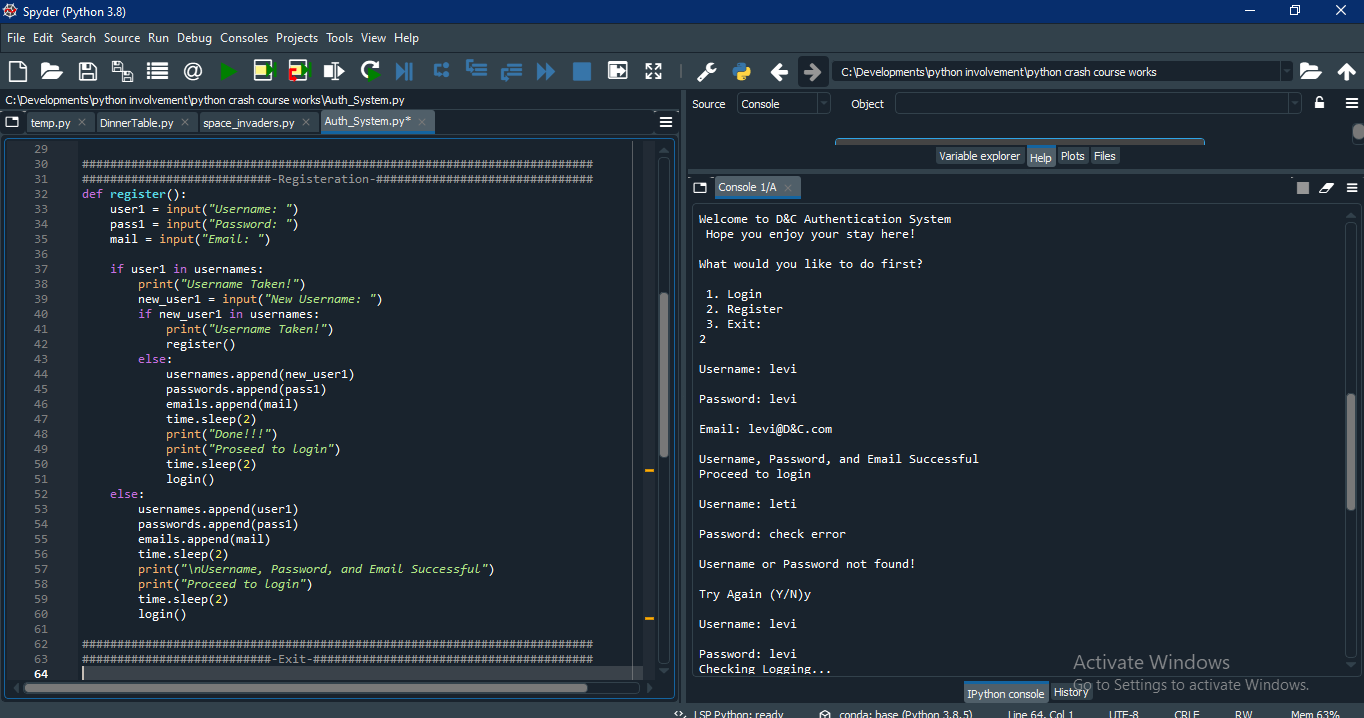 Spyder (Python 3.8)
File Edit Search Source Run Debug Consoles Projects Tools View Help
C:\Developments\python involvement\python crash course works
C:\Developments\python involvement\python crash course works\Auth_System.py
temp.py DinnerTable.py space_invaders.py Auth_System.py*
29
30 #########################################################################
31 ###########################-Registeration-###############################
32 def register():
33 user1 = input("Username: ")
34 pass1 = input("Password: ")
35 mail = input("Email: ")
36
37 if user1 in usernames:
38 print("Username Taken!")
39 new_user1 = input("New Username: ")
40 if new_user1 in usernames:
41 print("Username Taken!")
42 register()
43 else:
44 usernames.append(new_user1)
45 passwords.append(pass1)
46 emails.append(mail)
47 time.sleep(2)
48 print("Done!!!")
49 print("Proseed to login")
50 time.sleep(2)
51 login()
52 else:
53 usernames.append(user1)
54 passwords.append(pass1)
55 emails.append(mail)
56 time.sleep(2)
57 print("\nUsername, Password, and Email Successful")
58 print("Proceed to login")
59 time.sleep(2)
60 login()
61
62 #########################################################################
63 ###########################-Exit-########################################
64
Source Console Object
Variable explorer Help Plots Files
Console 1/A
Welcome to D&C Authentication System
Hope you enjoy your stay here!
What would you like to do first?
1. Login
2. Register
3. Exit:
2
Username: levi
Password: levi
Email: levi@D&C.com
Username, Password, and Email Successful
Proceed to login
Username: leti
Password: check error
Username or Password not found!
Try Again (Y/N)y
Username: levi
Password: levi
Checking Logging...
Activate Windows
Go to Settings to activate Windows.
IPython console History
LSP Python: ready conda: base (Python 3.8.5) Line 64, Col 1 UTF-8 CRLF RW Mem 63%